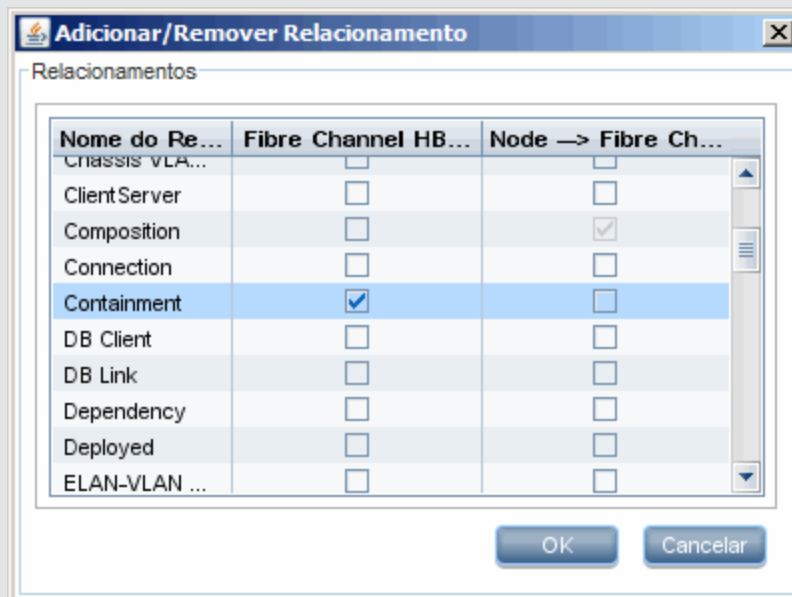 Adicionar/Remover Relacionamento
Relacionamentos
Nome do Re... Fibre Channel HB... Node —> Fibre Ch...
Chassis VLA...
ClientServer
Composition
Connection
Containment
DB Client
DB Link
Dependency
Deployed
ELAN-VLAN ...
OK Cancelar